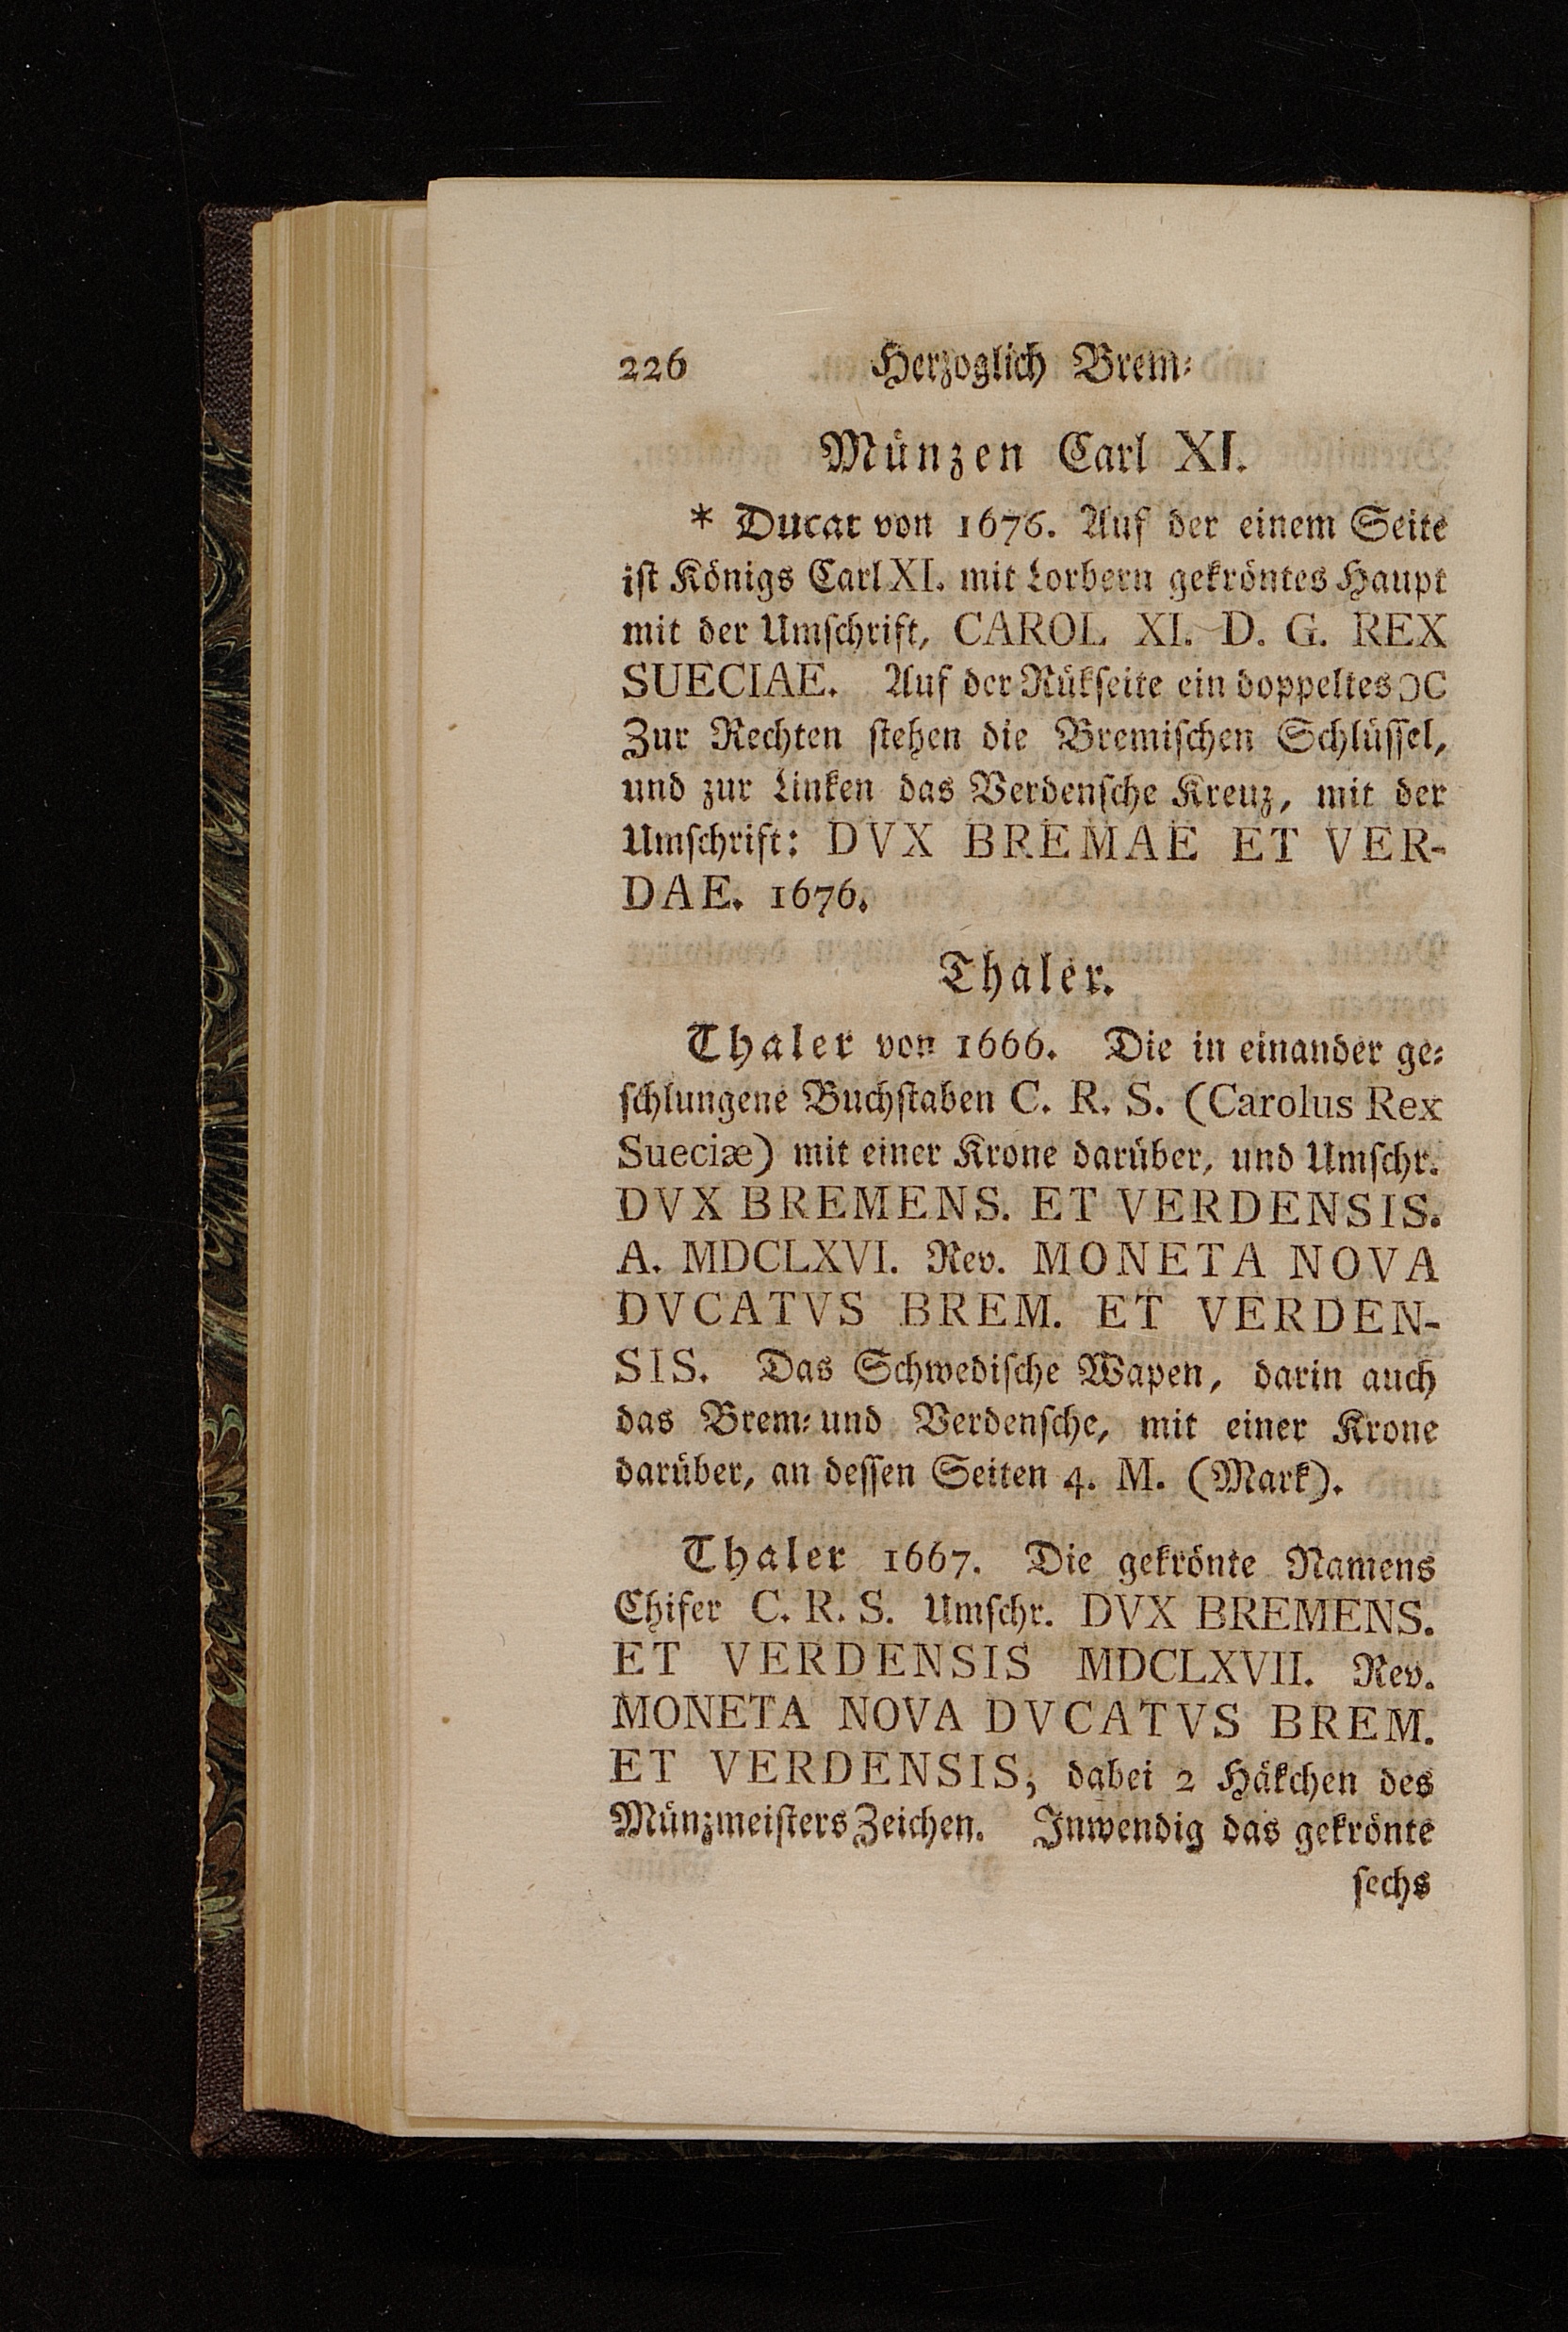 226 Herzoglich Brem⸗
Münzen Carl XI.
* Ducat von 1676. Auf der einem Seite
iſt Königs Carl XI. mit Lorbern gekröntes Haupt
mit der Umſchrift, CAROL XI. D. G. REX
SUECIAE. Auf der Rükſeite ein doppeltes ƆC
Zur Rechten ſtehen die Bremiſchen Schlüſſel,
und zur Linken das Verdenſche Kreuz, mit der
Umſchrift: DVX BREMAE ET VER-
DAE. 1676.
Thaler.
Thaler von 1666. Die in einander ge⸗
ſchlungene Buchſtaben C. R. S. (Carolus Rex
Sueciæ) mit einer Krone darüber, und Umſchr.
DVX BREMENS. ET VERDENSIS.
A. MDCLXVI. Rev. MONETA NOVA
DVCATVS BREM. ET VERDEN-
SIS. Das Schwediſche Wapen, darin auch
das Brem⸗ und Verdenſche, mit einer Krone
darüber, an deſſen Seiten 4. M. (Mark).
Thaler 1667. Die gekrönte Namens
Chifer C. R. S. Umſchr. DVX BREMENS.
ET VERDENSIS MDCLXVII. Rev.
MONETA NOVA DVCATVS BREM.
ET VERDENSIS, dabei 2 Häkchen des
Münzmeiſters Zeichen. Inwendig das gekrönte
ſechs